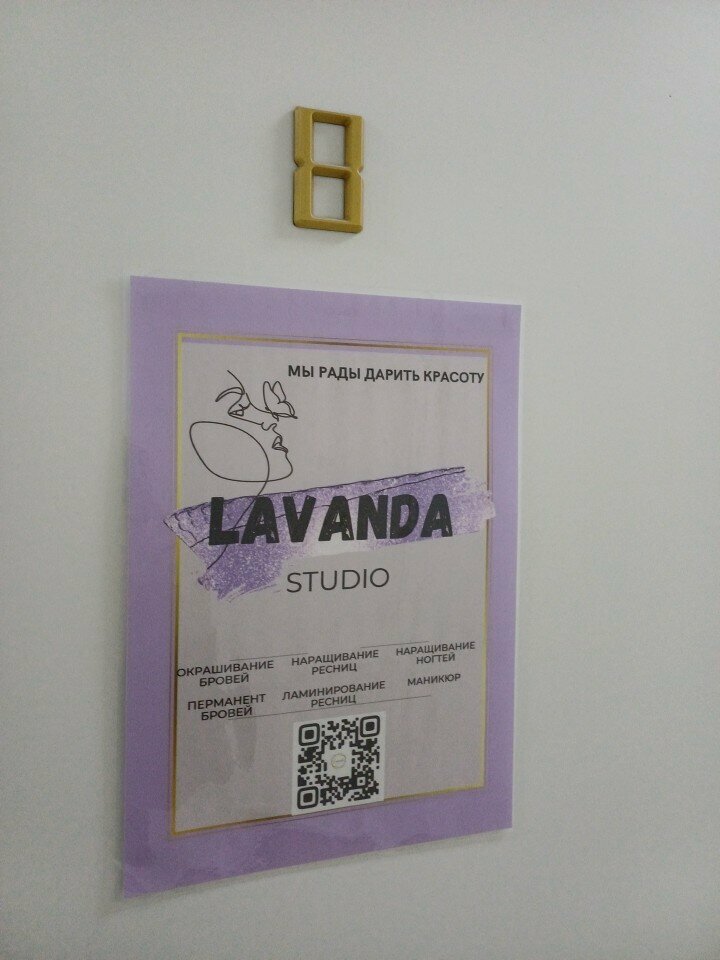 8
МЫ РАДЫ ДАРИТЬ КРАСОТУ
LAVANDA
STUDIO
ОКРАШИВАНИЕ
БРОВЕЙ
НАРАЩИВАНИЕ
РЕСНИЦ
НАРАЩИВАНИЕ
НОГТЕЙ
ПЕРМАНЕНТ
БРОВЕЙ
ЛАМИНИРОВАНИЕ
РЕСНИЦ
МАНИКЮР